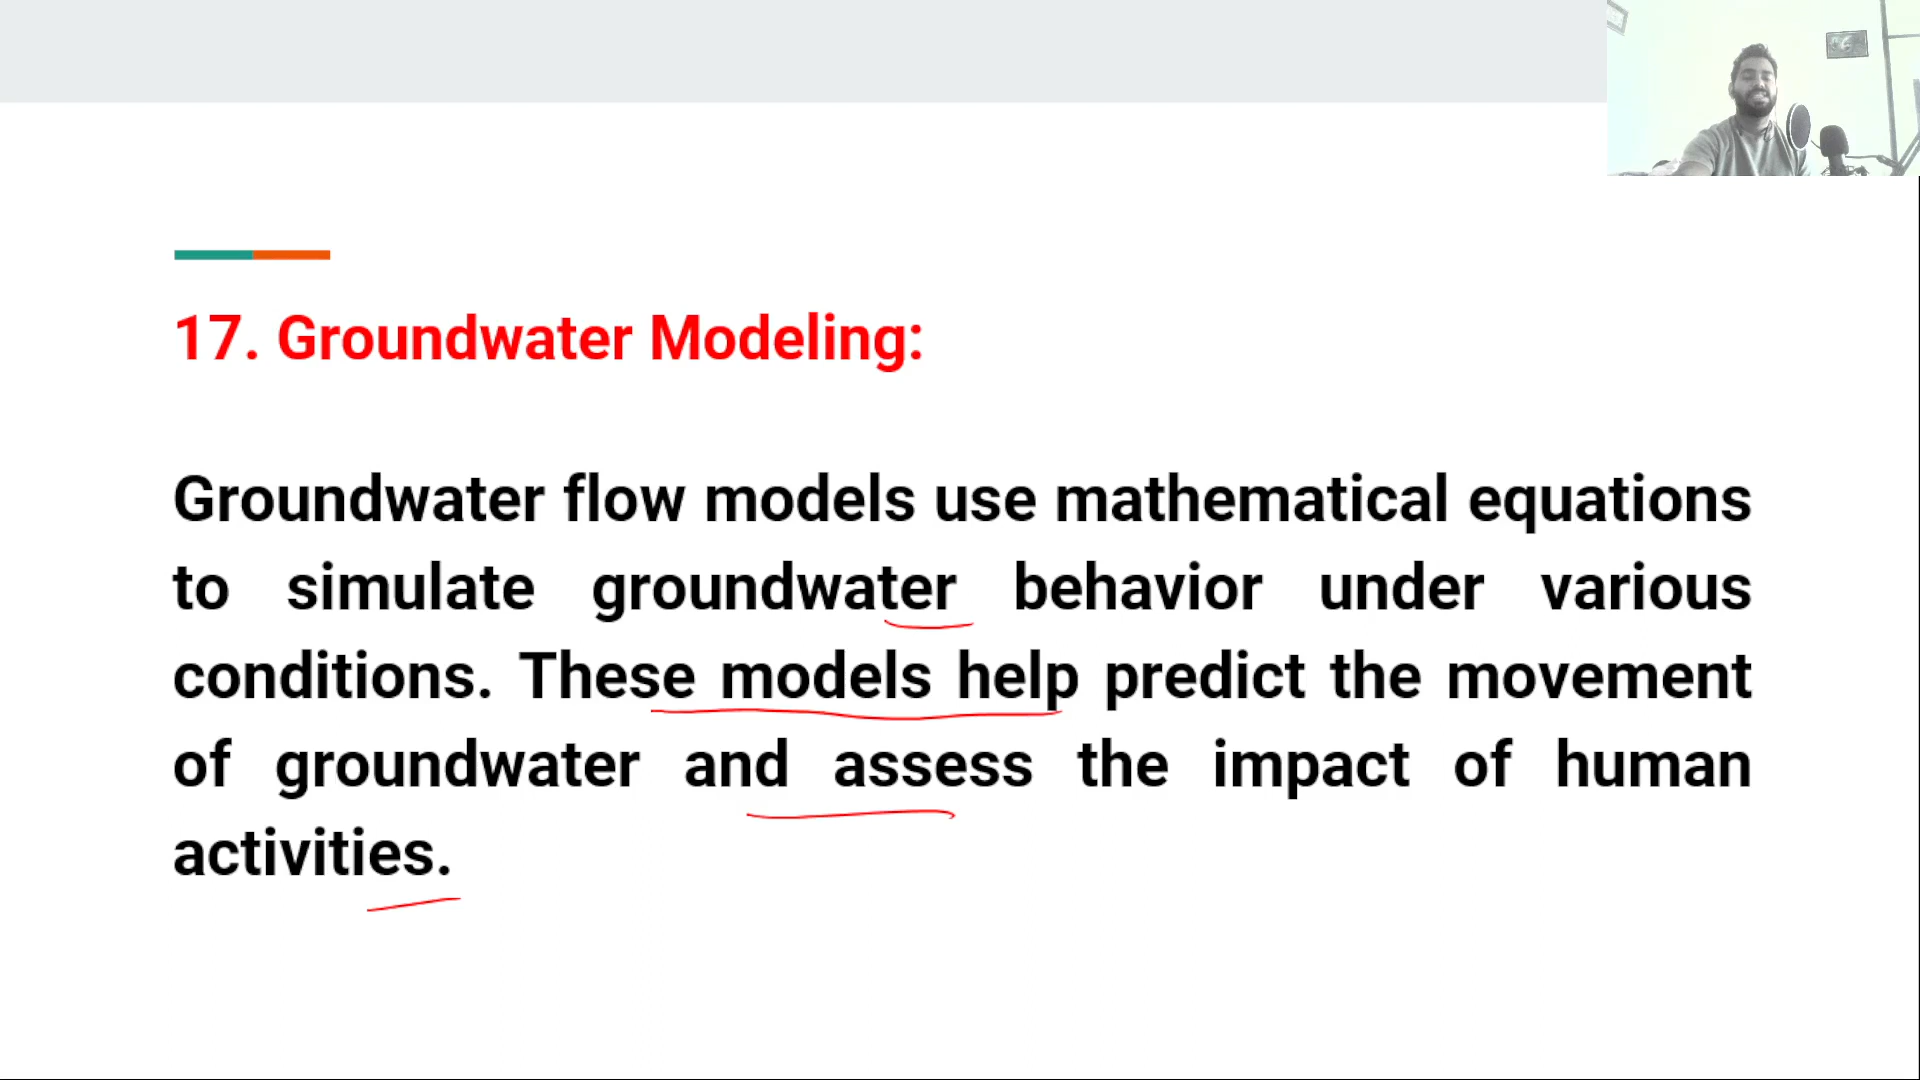 17. Groundwater Modeling:
Groundwater flow models use mathematical equations
to simulate groundwater behavior under various
conditions. These models help predict the movement
of groundwater and assess the impact of human
activities.